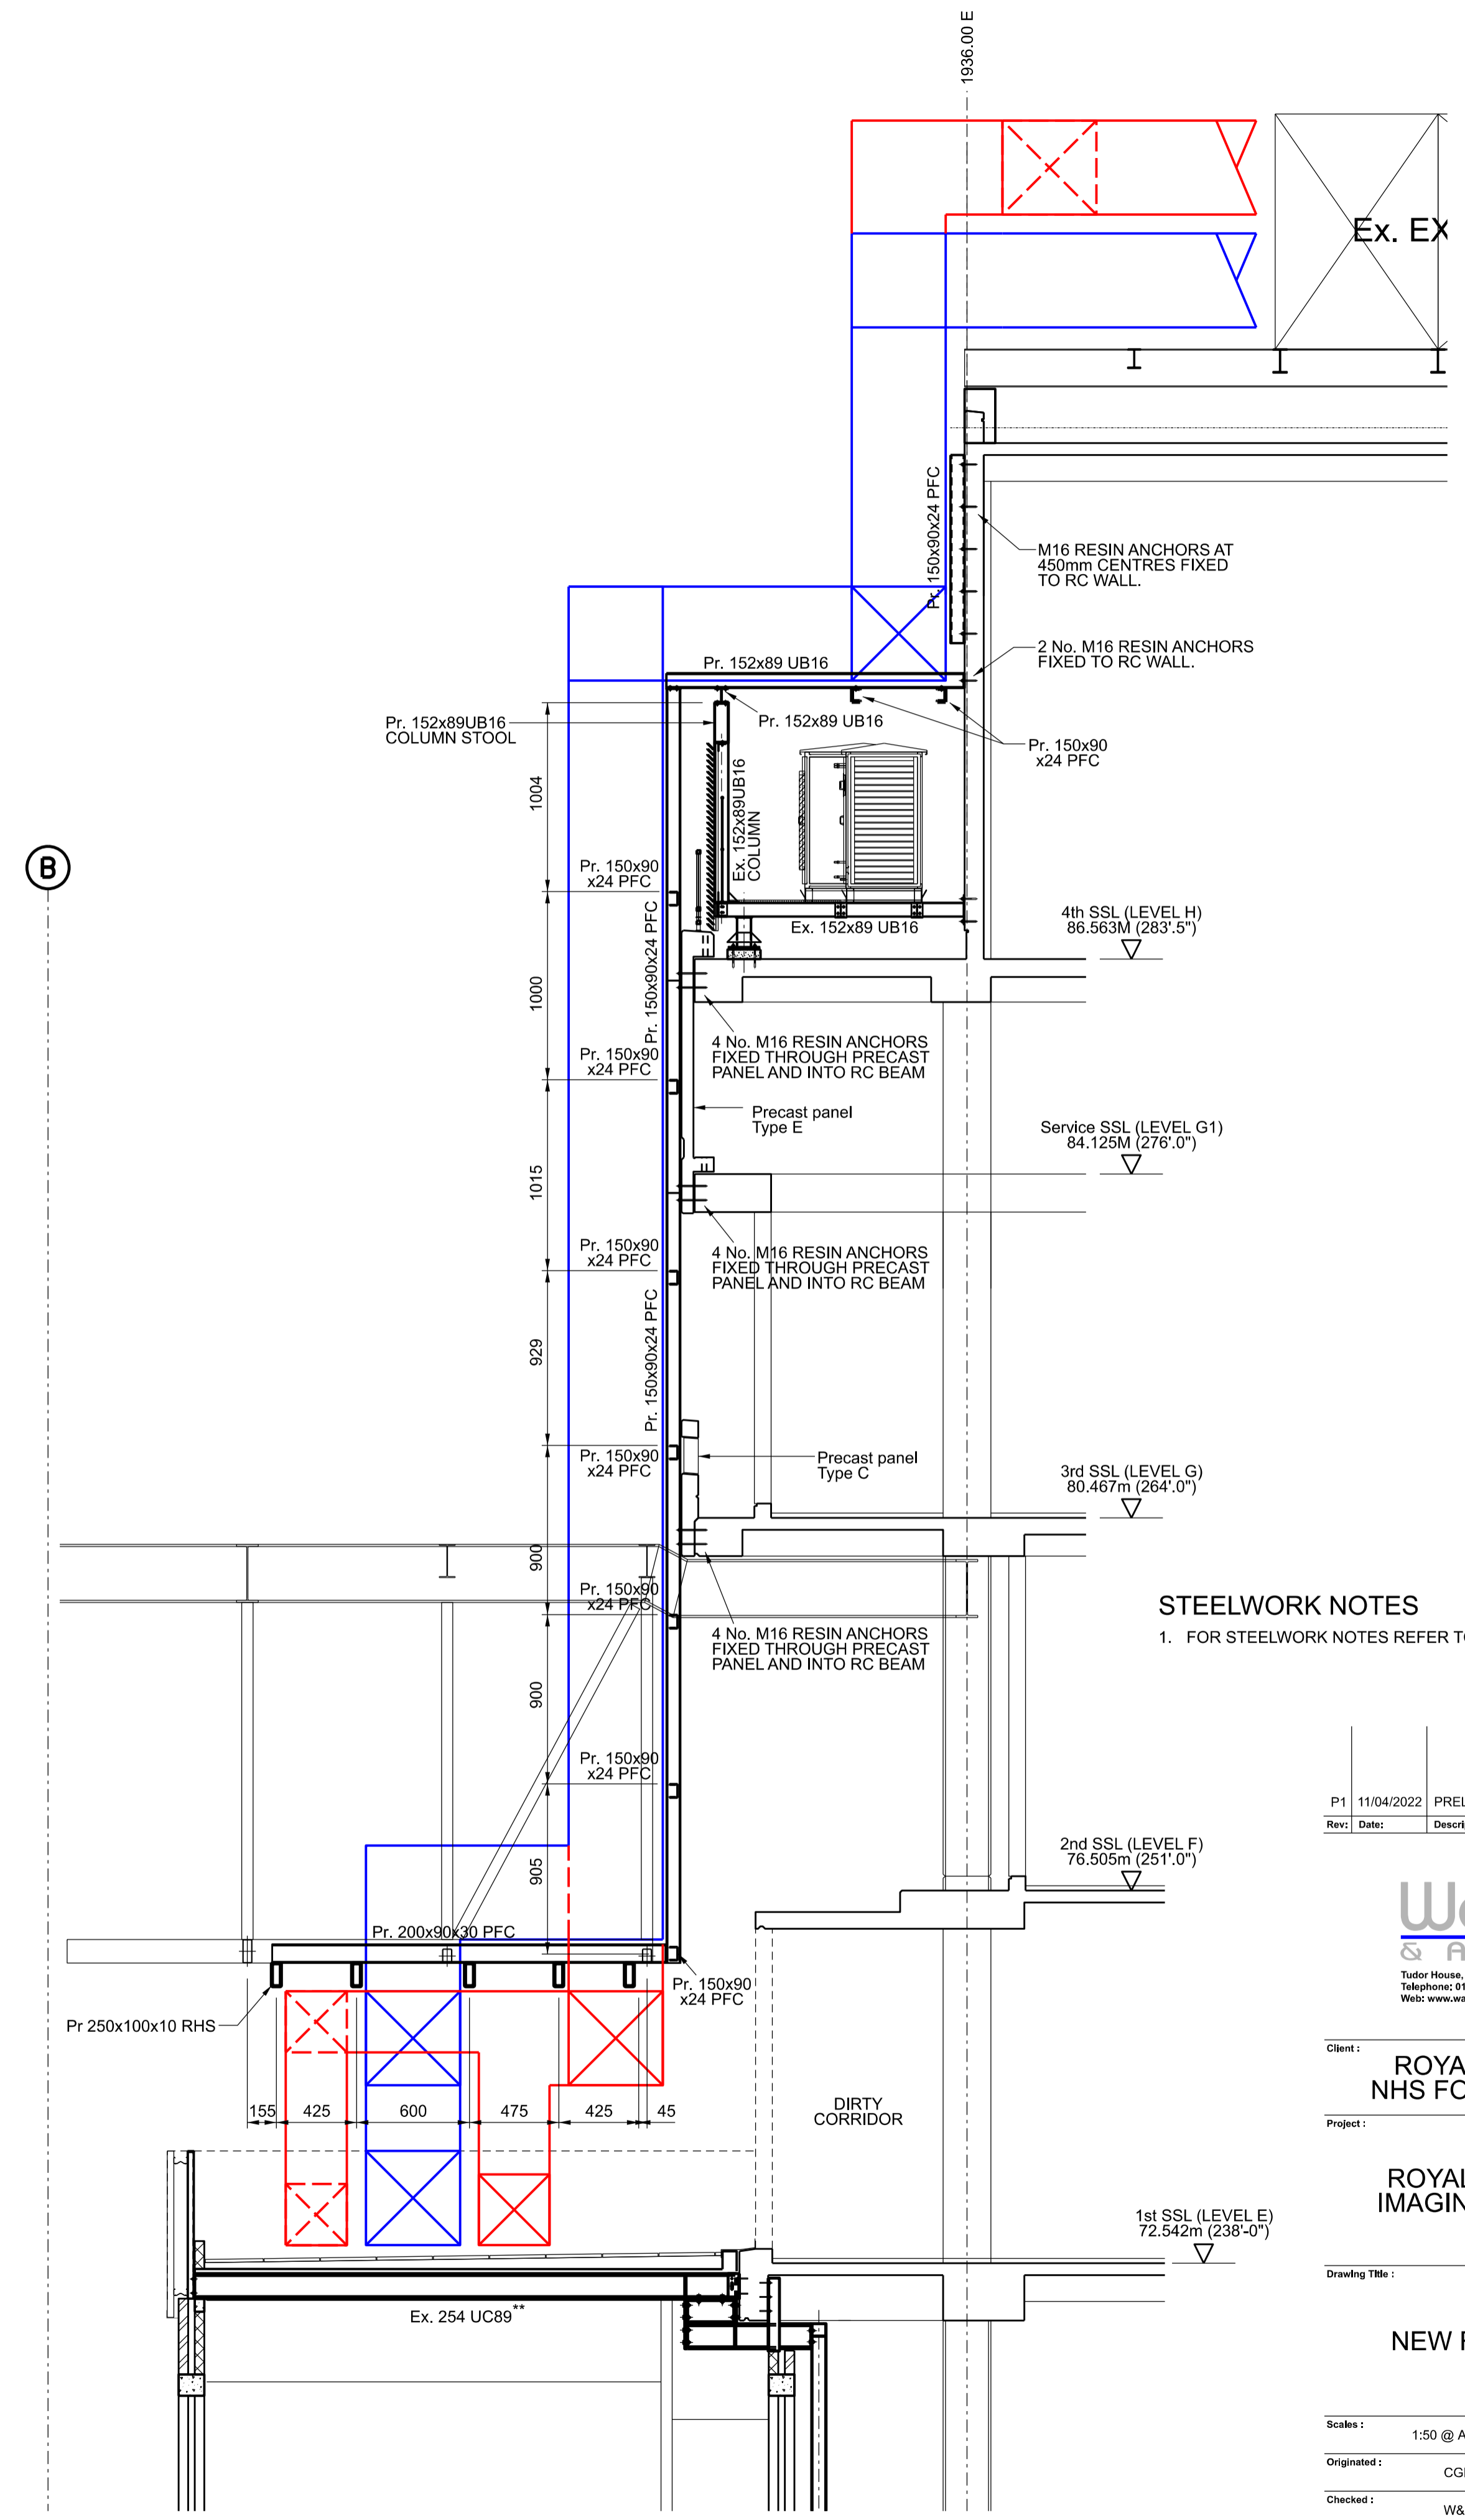 1936.00 E
Ex. EX
Pr. 150x90x24 PFC
M16 RESIN ANCHORS AT
450mm CENTRES FIXED
TO RC WALL.
2 No. M16 RESIN ANCHORS
FIXED TO RC WALL.
Pr. 152x89 UB16
Pr. 152x89UB16
COLUMN STOOL
Pr. 152x89 UB16
Pr. 150x90
x24 PFC
1004
Ex. 152x89UB16
COLUMN
B
Pr. 150x90
x24 PFC
Ex. 152x89 UB16
4th SSL (LEVEL H)
86.563M (283'.5")
Pr. 150x90x24 PFC
1000
4 No. M16 RESIN ANCHORS
FIXED THROUGH PRECAST
PANEL AND INTO RC BEAM
Pr. 150x90
x24 PFC
Precast panel
Type E
Service SSL (LEVEL G1)
84.125M (276'.0")
1015
Pr. 150x90
x24 PFC
4 No. M16 RESIN ANCHORS
FIXED THROUGH PRECAST
PANEL AND INTO RC BEAM
929
Pr. 150x90x24 PFC
Pr. 150x90
x24 PFC
Precast panel
Type C
3rd SSL (LEVEL G)
80.467m (264'.0")
900
Pr. 150x90
x24 PFC
4 No. M16 RESIN ANCHORS
FIXED THROUGH PRECAST
PANEL AND INTO RC BEAM
STEELWORK NOTES
1. FOR STEELWORK NOTES REFER TO
900
Pr. 150x90
x24 PFC
P1 11/04/2022 PREL
Rev: Date: Descri
2nd SSL (LEVEL F)
76.505m (251'.0")
905
Pr. 200x90x30 PFC
Pr. 150x90
x24 PFC
Pr 250x100x10 RHS
& A
Tudor House,
Telephone: 01
Web: www.wa
Client :
ROYA
NHS FO
155 425 600 475 425 45
DIRTY
CORRIDOR
Project :
ROYAL
IMAGIN
1st SSL (LEVEL E)
72.542m (238'-0")
Drawing Title :
Ex. 254 UC89**
NEW
Scales :
1:50 @ A
Originated :
CG
Checked :
W&